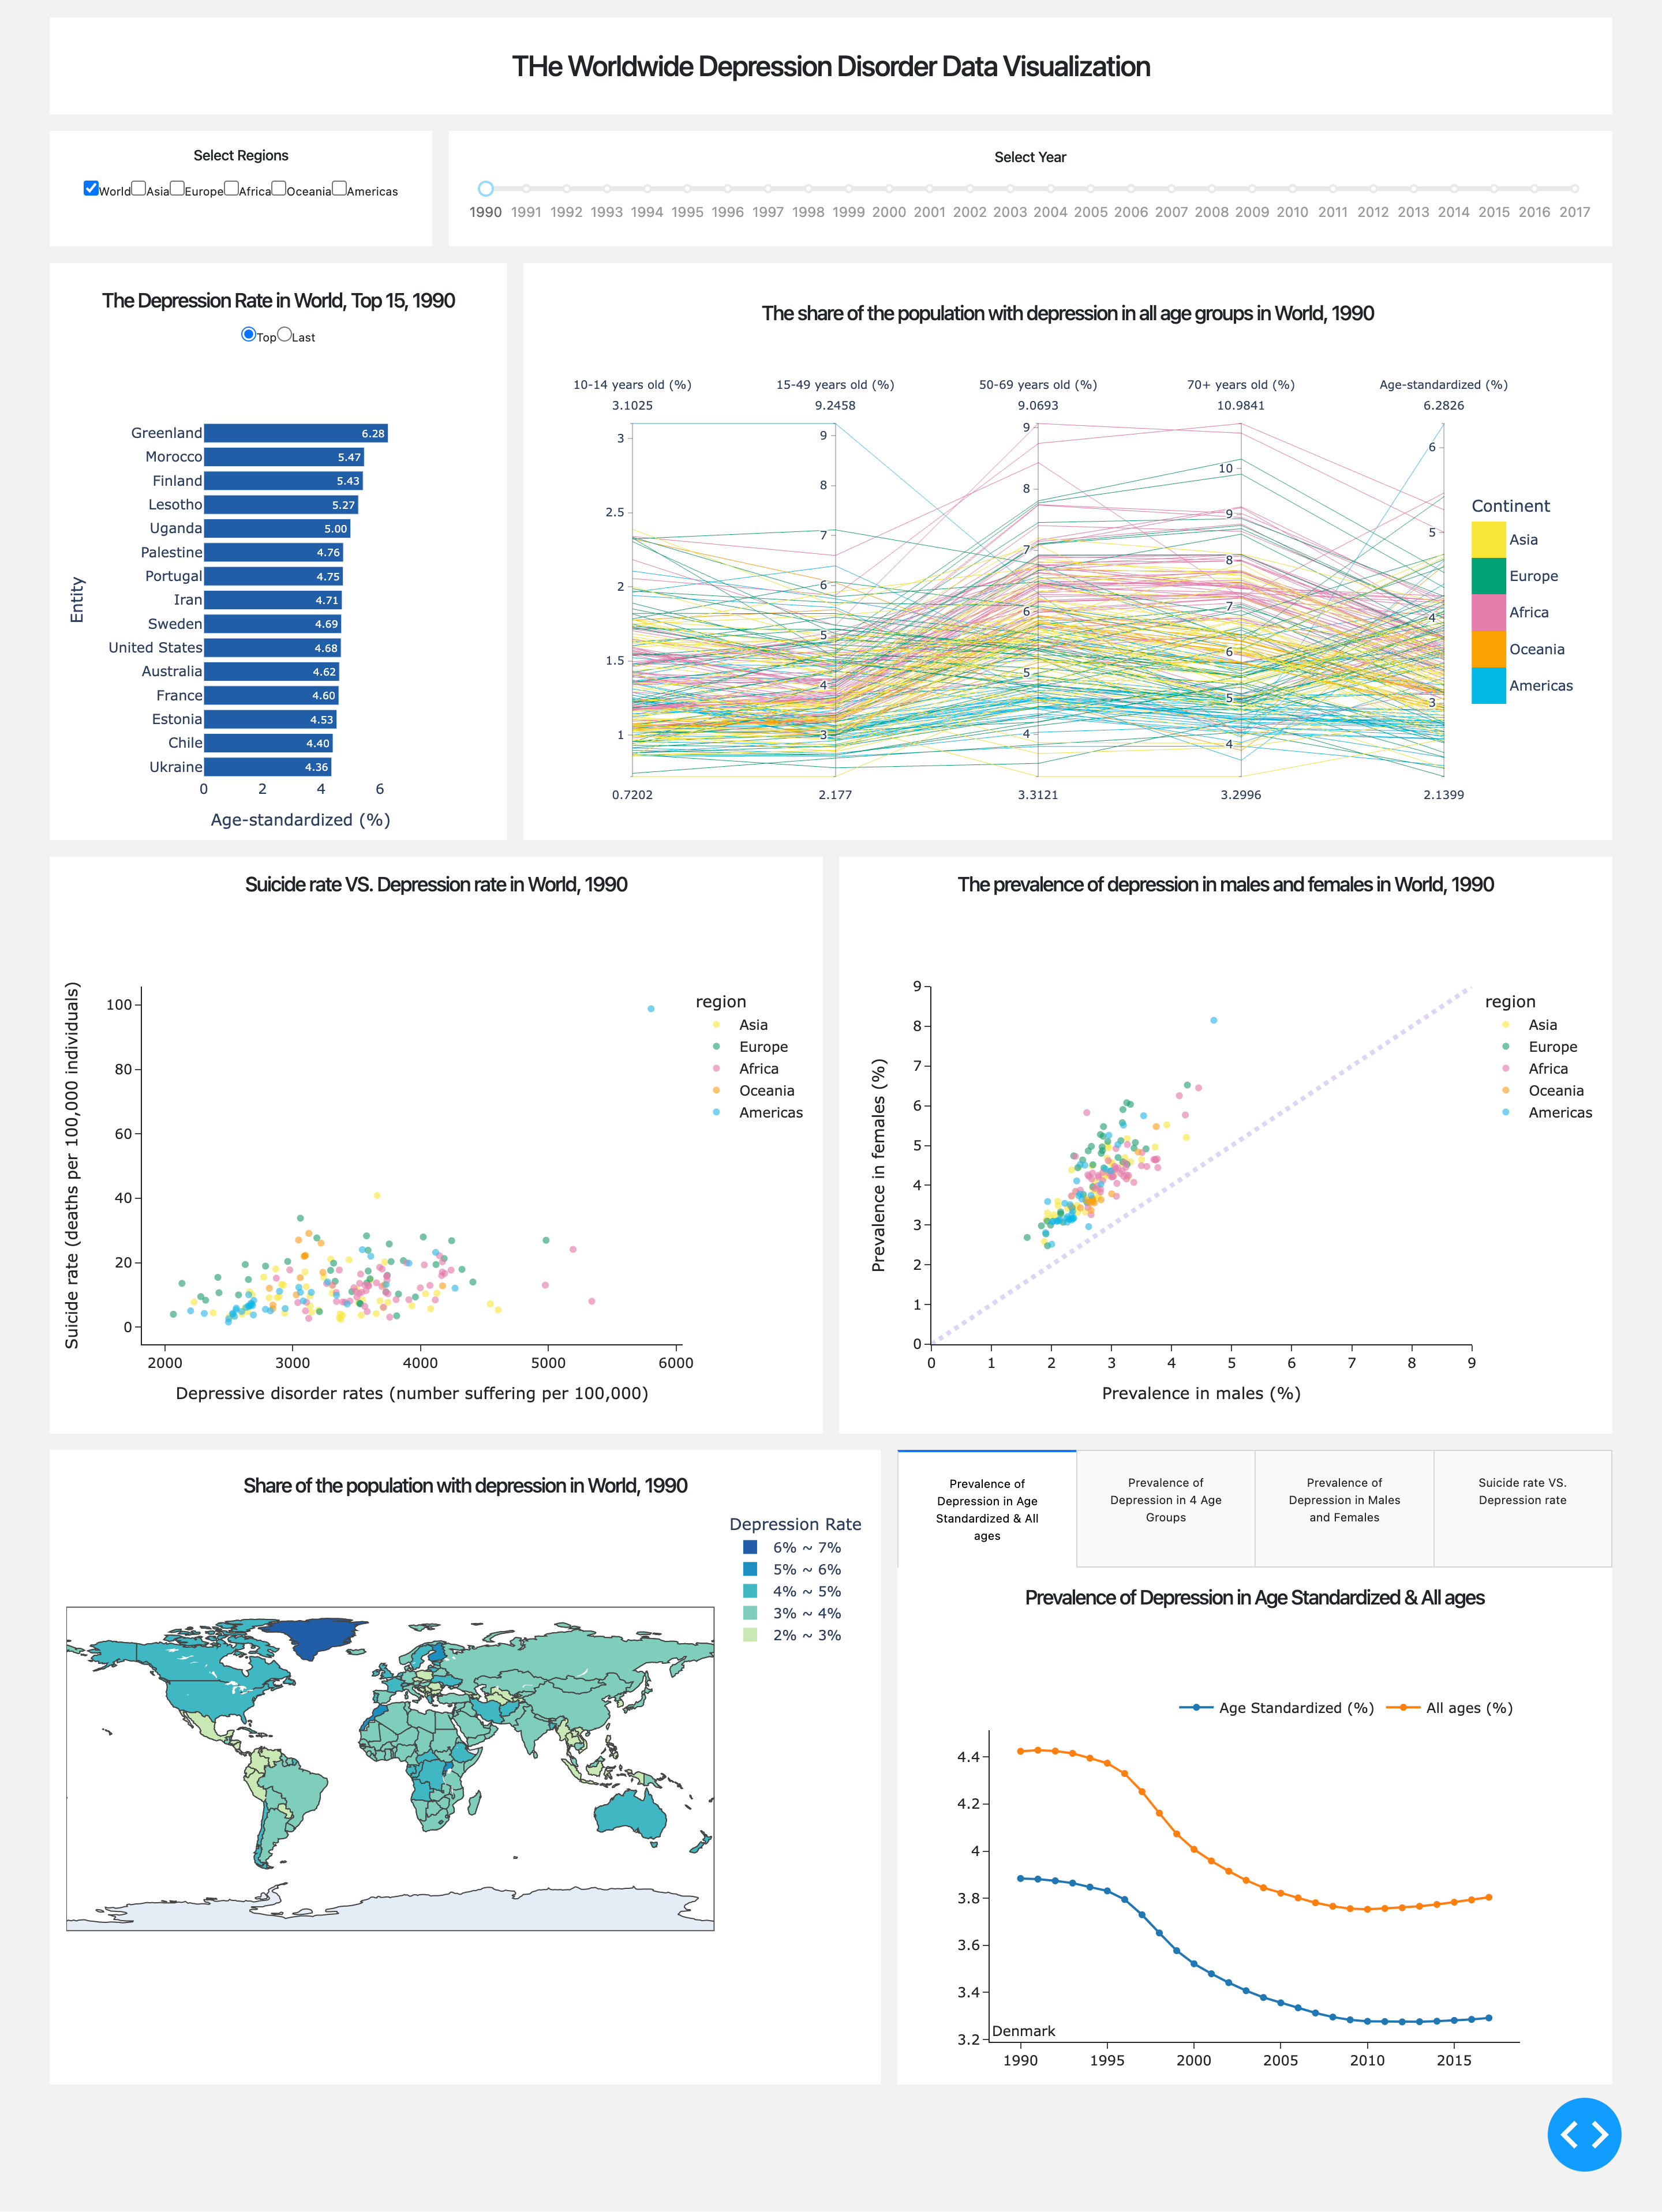 THe Worldwide Depression Disorder Data Visualization
Select Regions
World Asia Europe Africa Oceania Americas
Select Year
1990 1991 1992 1993 1994 1995 1996 1997 1998 1999 2000 2001 2002 2003 2004 2005 2006 2007 2008 2009 2010 2011 2012 2013 2014 2015 2016 2017
The Depression Rate in World, Top 15, 1990
Top Last
Entity
Greenland 6.28
Morocco 5.47
Finland 5.43
Lesotho 5.27
Uganda 5.00
Palestine 4.76
Portugal 4.75
Iran 4.71
Sweden 4.69
United States 4.68
Australia 4.62
France 4.60
Estonia 4.53
Chile 4.40
Ukraine 4.36
0 2 4 6
Age-standardized (%)
The share of the population with depression in all age groups in World, 1990
10-14 years old (%) 15-49 years old (%) 50-69 years old (%) 70+ years old (%) Age-standardized (%)
3.1025 9.2458 9.0693 10.9841 6.2826
3
2.5
2
1.5
1
9
8
7
6
5
4
3
9
8
7
6
5
4
10
9
8
7
6
5
4
6
5
4
3
0.7202 2.177 3.3121 3.2996 2.1399
Continent
Asia
Europe
Africa
Oceania
Americas
Suicide rate VS. Depression rate in World, 1990
Suicide rate (deaths per 100,000 individuals)
100
80
60
40
20
0
2000 3000 4000 5000 6000
Depressive disorder rates (number suffering per 100,000)
region
Asia
Europe
Africa
Oceania
Americas
The prevalence of depression in males and females in World, 1990
Prevalence in females (%)
9
8
7
6
5
4
3
2
1
0
0 1 2 3 4 5 6 7 8 9
Prevalence in males (%)
region
Asia
Europe
Africa
Oceania
Americas
Share of the population with depression in World, 1990
Depression Rate
6% ~ 7%
5% ~ 6%
4% ~ 5%
3% ~ 4%
2% ~ 3%
Prevalence of
Depression in Age
Standardized & All
ages
Prevalence of
Depression in 4 Age
Groups
Prevalence of
Depression in Males
and Females
Suicide rate VS.
Depression rate
Prevalence of Depression in Age Standardized & All ages
Age Standardized (%) All ages (%)
4.4
4.2
4
3.8
3.6
3.4
3.2
Denmark
1990 1995 2000 2005 2010 2015